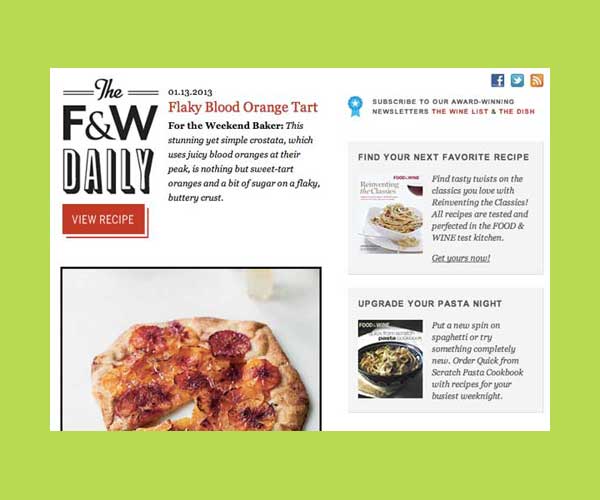 The
F&W
DAILY
VIEW RECIPE
01.13.2013
Flaky Blood Orange Tart
For the Weekend Baker: This
stunning yet simple crostata, which
uses juicy blood oranges at their
peak, is nothing but sweet-tart
oranges and a bit of sugar on a flaky,
buttery crust.
SUBSCRIBE TO OUR AWARD-WINNING
NEWSLETTERS THE WINE LIST & THE DISH
FIND YOUR NEXT FAVORITE RECIPE
FOOD&WINE
Reinventing
the Classics
Find tasty twists on the
classics you love with
Reinventing the Classics!
All recipes are tested and
perfected in the FOOD &
WINE test kitchen.
Get yours now!
UPGRADE YOUR PASTA NIGHT
FOOD&WINE
quick from scratch
pasta cookbook
Put a new spin on
spaghetti or try
something completely
new. Order Quick from
Scratch Pasta Cookbook
with recipes for your
busiest weeknight.